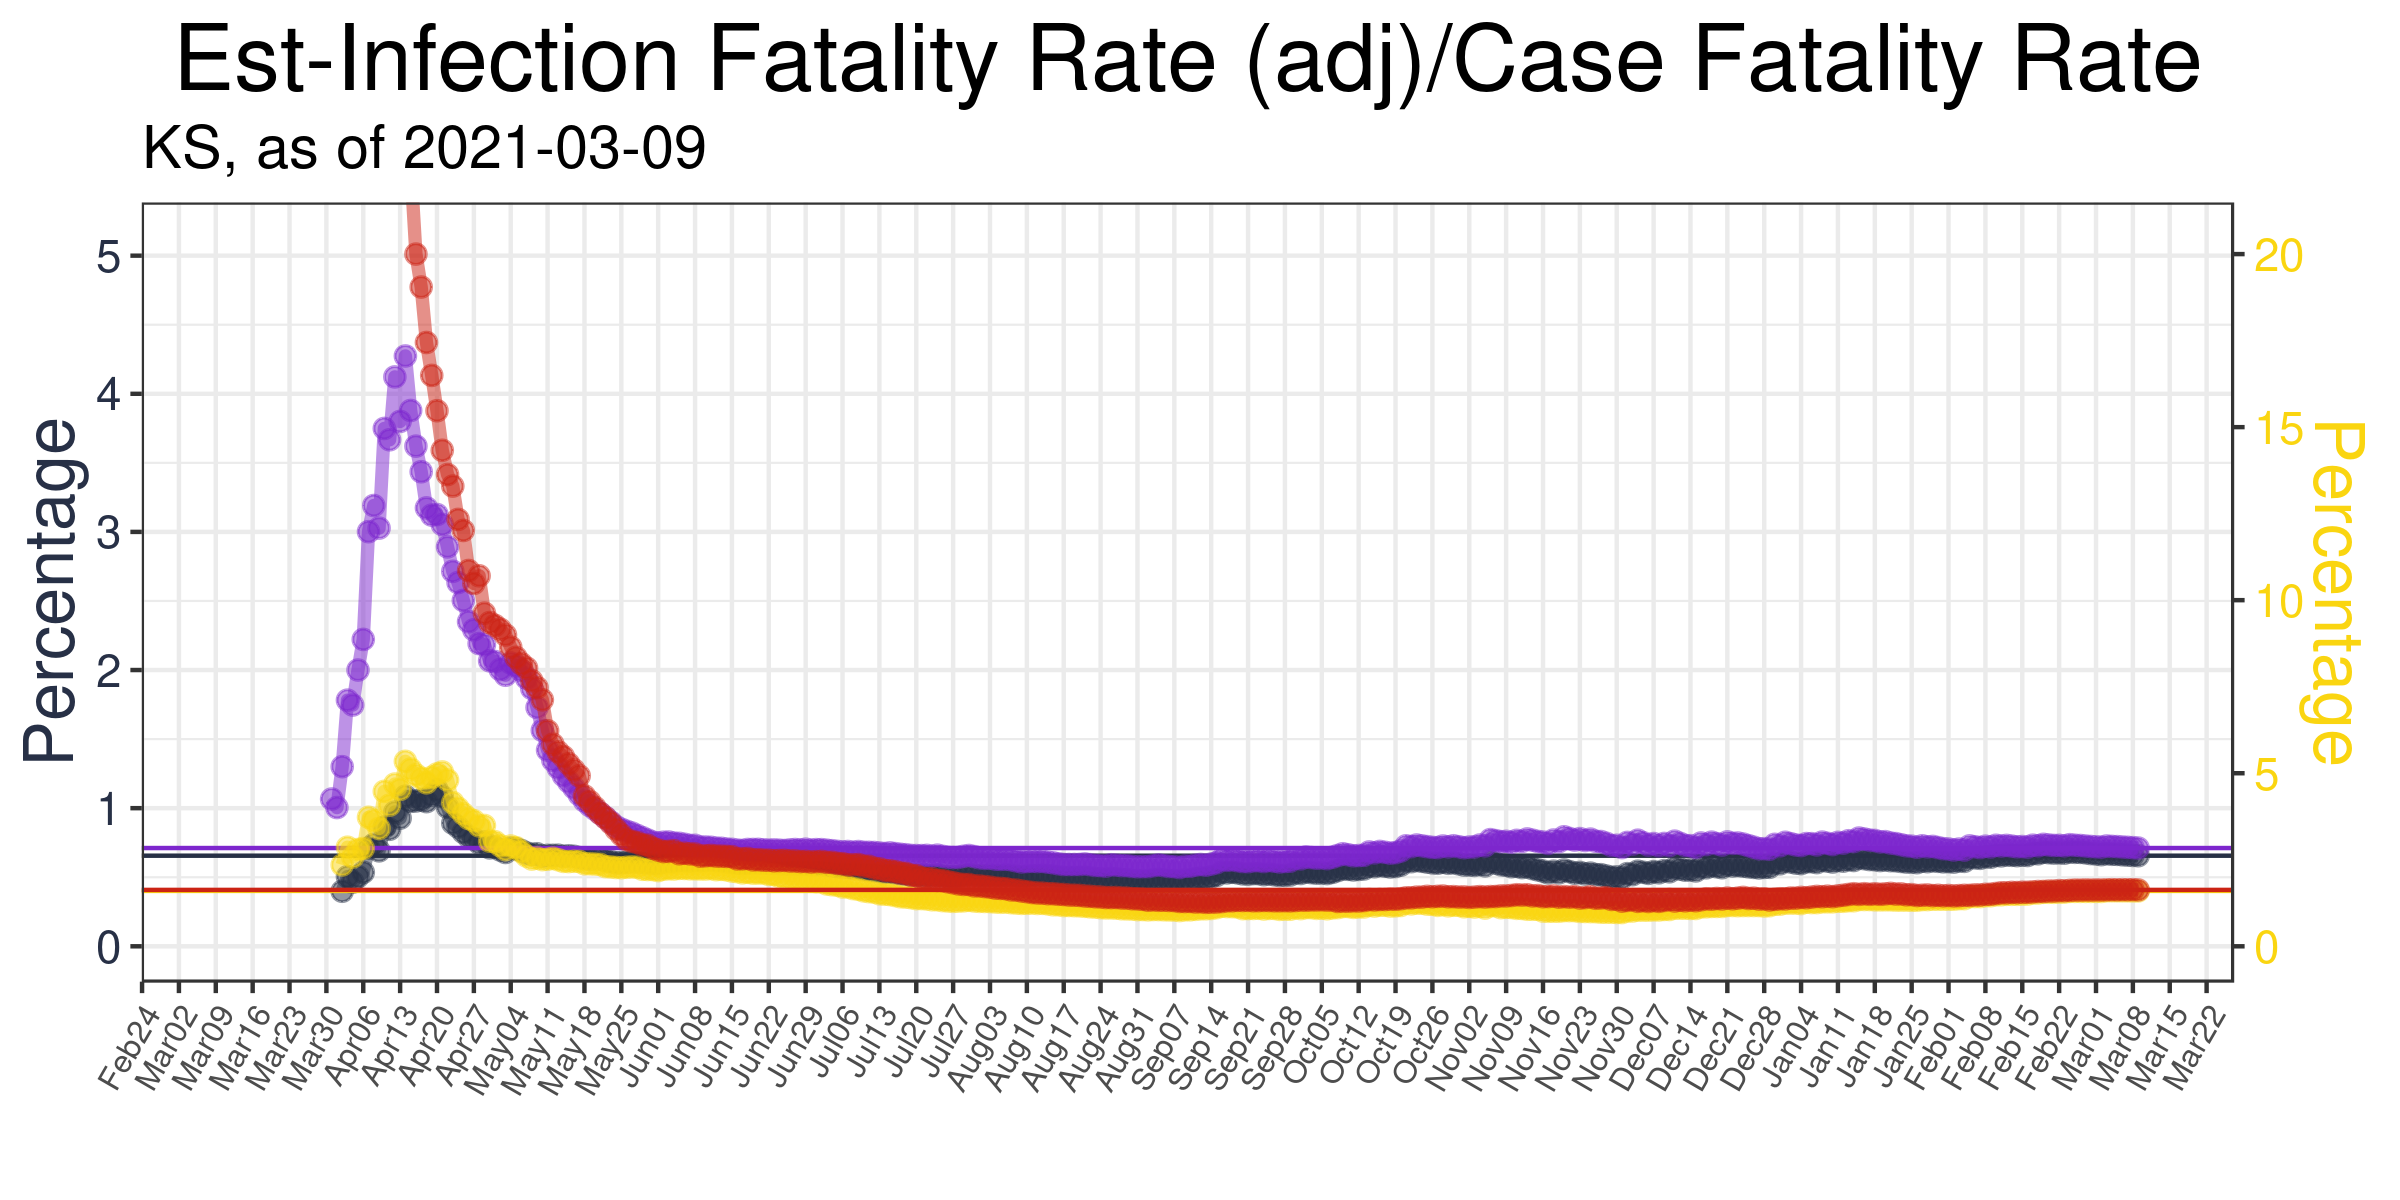 Est-Infection Fatality Rate (adj)/Case Fatality Rate
KS, as of 2021-03-09
Percentage
5
4
3
2
1
0
20
15
10
5
0
Percentage
Feb24
Mar02
Mar09
Mar16
Mar23
Mar30
Apr06
Apr13
Apr20
Apr27
May04
May11
May18
May25
Jun01
Jun08
Jun15
Jun22
Jun29
Jul06
Jul13
Jul20
Jul27
Aug03
Aug10
Aug17
Aug24
Aug31
Sep07
Sep14
Sep21
Sep28
Oct05
Oct12
Oct19
Oct26
Nov02
Nov09
Nov16
Nov23
Nov30
Dec07
Dec14
Dec21
Dec28
Jan04
Jan11
Jan18
Jan25
Feb01
Feb08
Feb15
Feb22
Mar01
Mar08
Mar15
Mar22